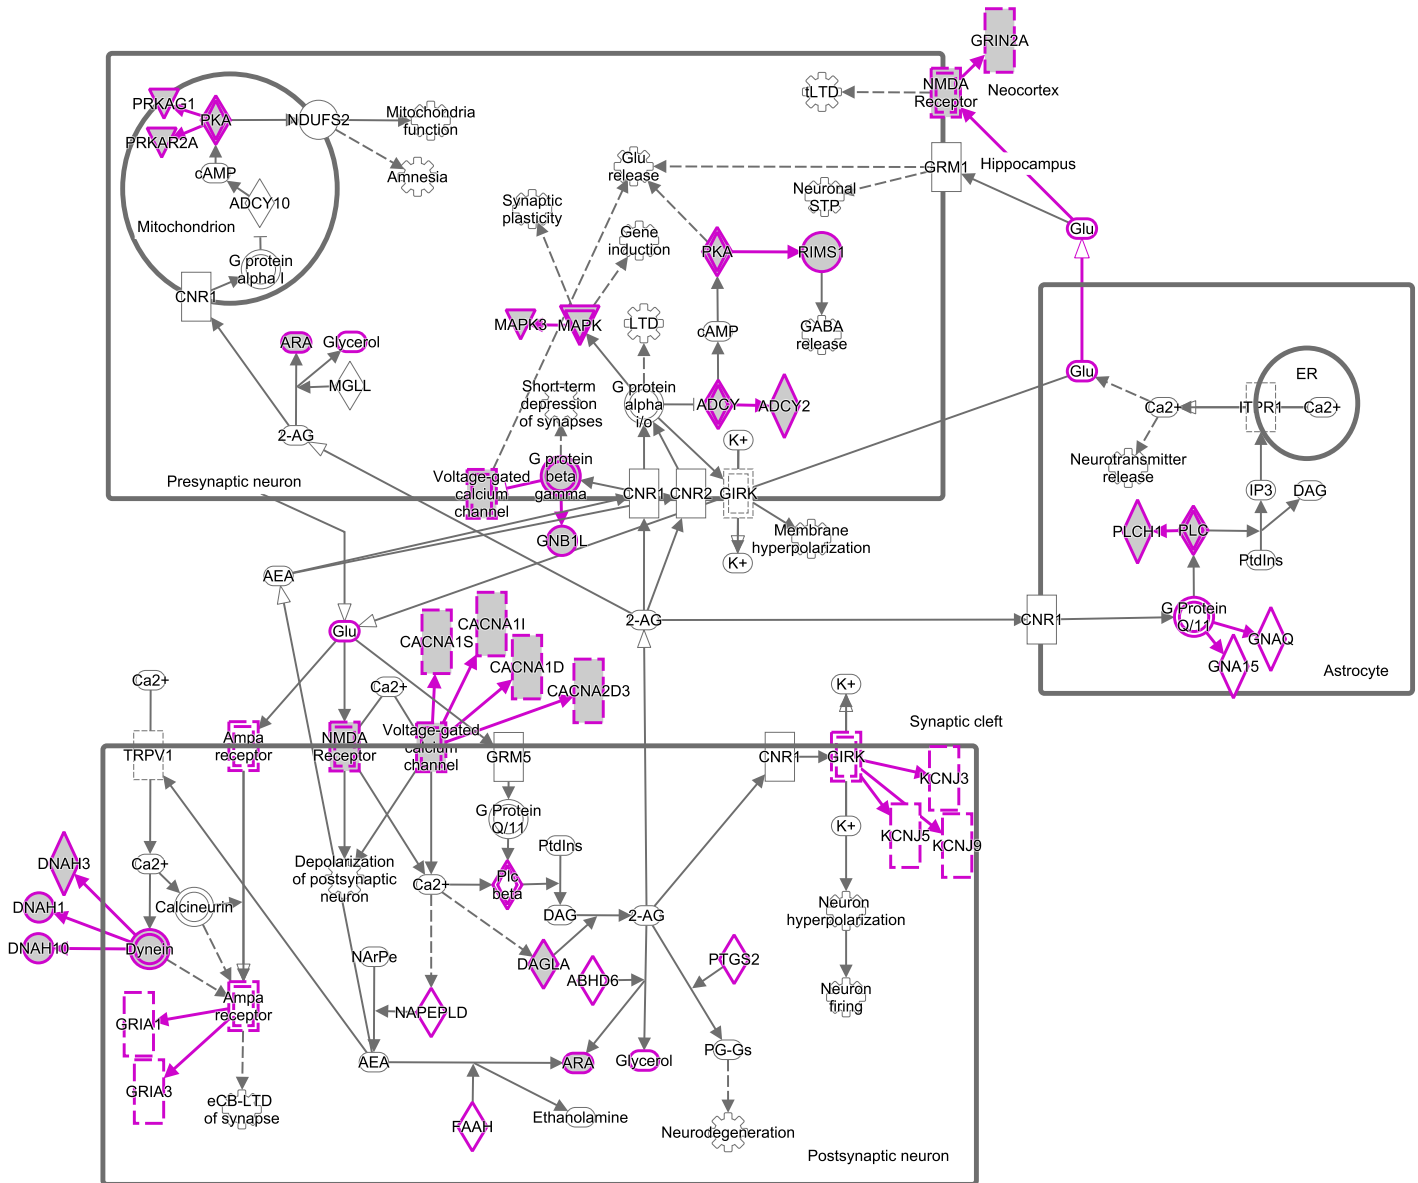 GRIN2A
NMDA
Receptor
Neocortex
tLTD
PRKAG1
PKA
PRKAR2A
NDUFS2
Mitochondria
function
Amnesia
cAMP
ADCY10
Mitochondrion
G protein
alpha I
CNR1
Glu
release
GRM1
Hippocampus
Neuronal
STP
Synaptic
plasticity
Gene
induction
PKA
RIMS1
Glu
MAPK3
MAPK
LTD
cAMP
GABA
release
ARA
Glycerol
MGLL
2-AG
Short-term
depression
of synapses
G protein
alpha
i/o
ADCY
ADCY2
Glu
ER
Ca2+
ITPR1
Ca2+
Neurotransmitter
release
IP3
DAG
PLCH1
PLC
PtdIns
G Protein
Q/11
GNAQ
GNA15
CNR1
Astrocyte
K+
Presynaptic neuron
Voltage-gated
calcium
channel
G protein
beta
gamma
CNR1
CNR2
GIRK
GNB1L
Membrane
hyperpolarization
K+
AEA
2-AG
Glu
CACNA1S
CACNA1I
CACNA1D
CACNA2D3
Ca2+
Ca2+
K+
Synaptic cleft
TRPV1
Ampa
receptor
NMDA
Receptor
Voltage-gated
calcium
channel
GRM5
CNR1
GIRK
KCNJ3
KCNJ5
KCNJ9
G Protein
Q/11
K+
PtdIns
Depolarization
of postsynaptic
neuron
Ca2+
Plc
beta
DNAH3
Ca2+
DNAH1
Calcineurin
DAG
2-AG
Neuron
hyperpolarization
DNAH10
Dynein
NArPe
DAGLA
ABHD6
PTGS2
Ampa
receptor
GRIA1
NAPEPLD
Neuron
firing
GRIA3
AEA
ARA
Glycerol
PG-Gs
eCB-LTD
of synapse
FAAH
Ethanolamine
Neurodegeneration
Postsynaptic neuron